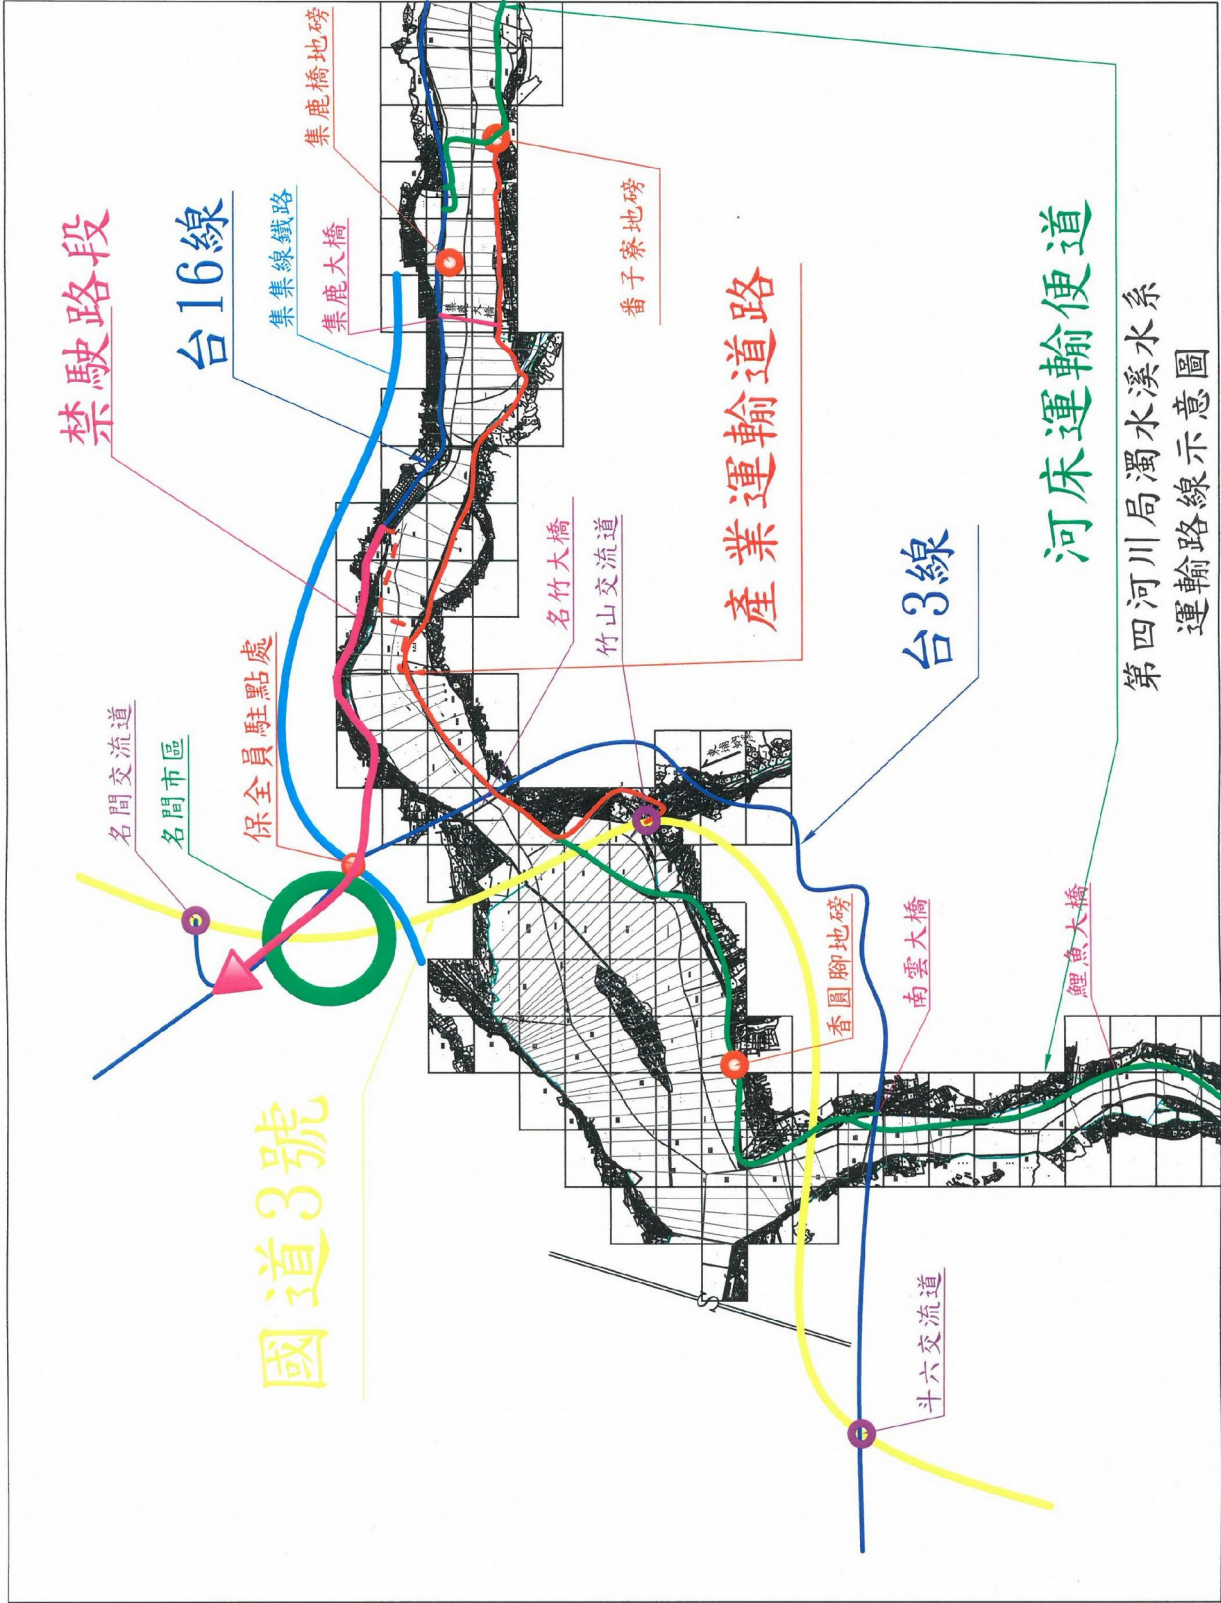 禁駛路段
名間交流道
名間市區
台16線
保全員駐點處
集集線鐵路
國道3號
集鹿橋地磅
集鹿大橋
集鹿大橋
名竹大橋
竹山交流道
番子寮地磅
產業運輸道路
香圓腳地磅
南雲大橋
台3線
斗六交流道
河床運輸便道
鯉魚大橋
第四河川局濁水溪水系
運輸路線示意圖